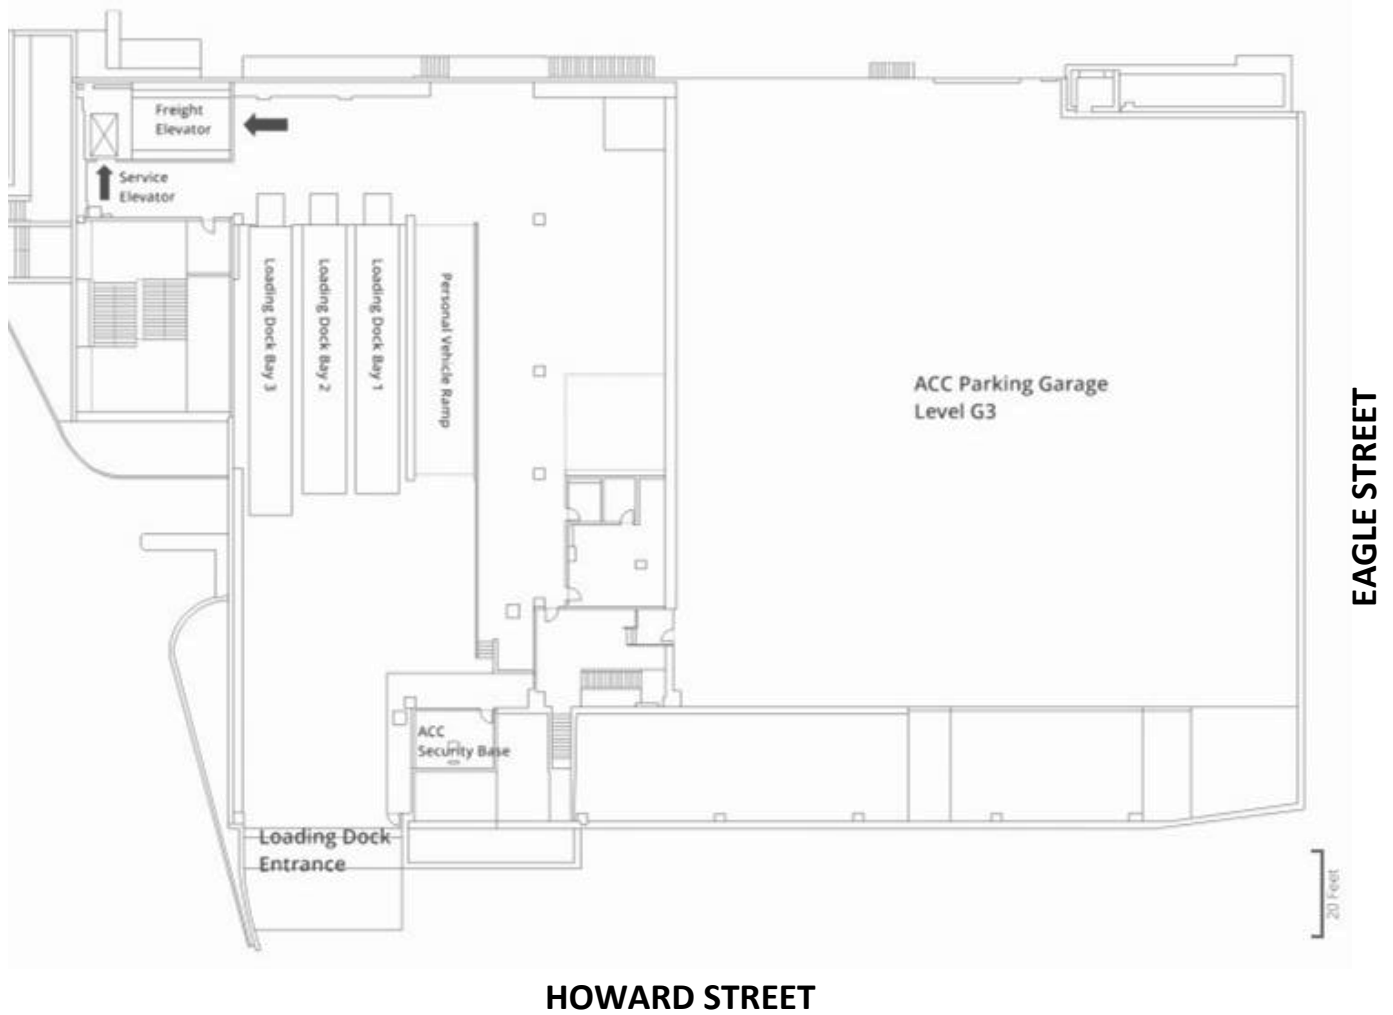 Freight
Elevator
Service
Elevator
Loading Dock Bay 3
Loading Dock Bay 2
Loading Dock Bay 1
Personal Vehicle Ramp
ACC Parking Garage
Level G3
EAGLE STREET
ACC
Security Base
Loading Dock
Entrance
20 Feet
HOWARD STREET